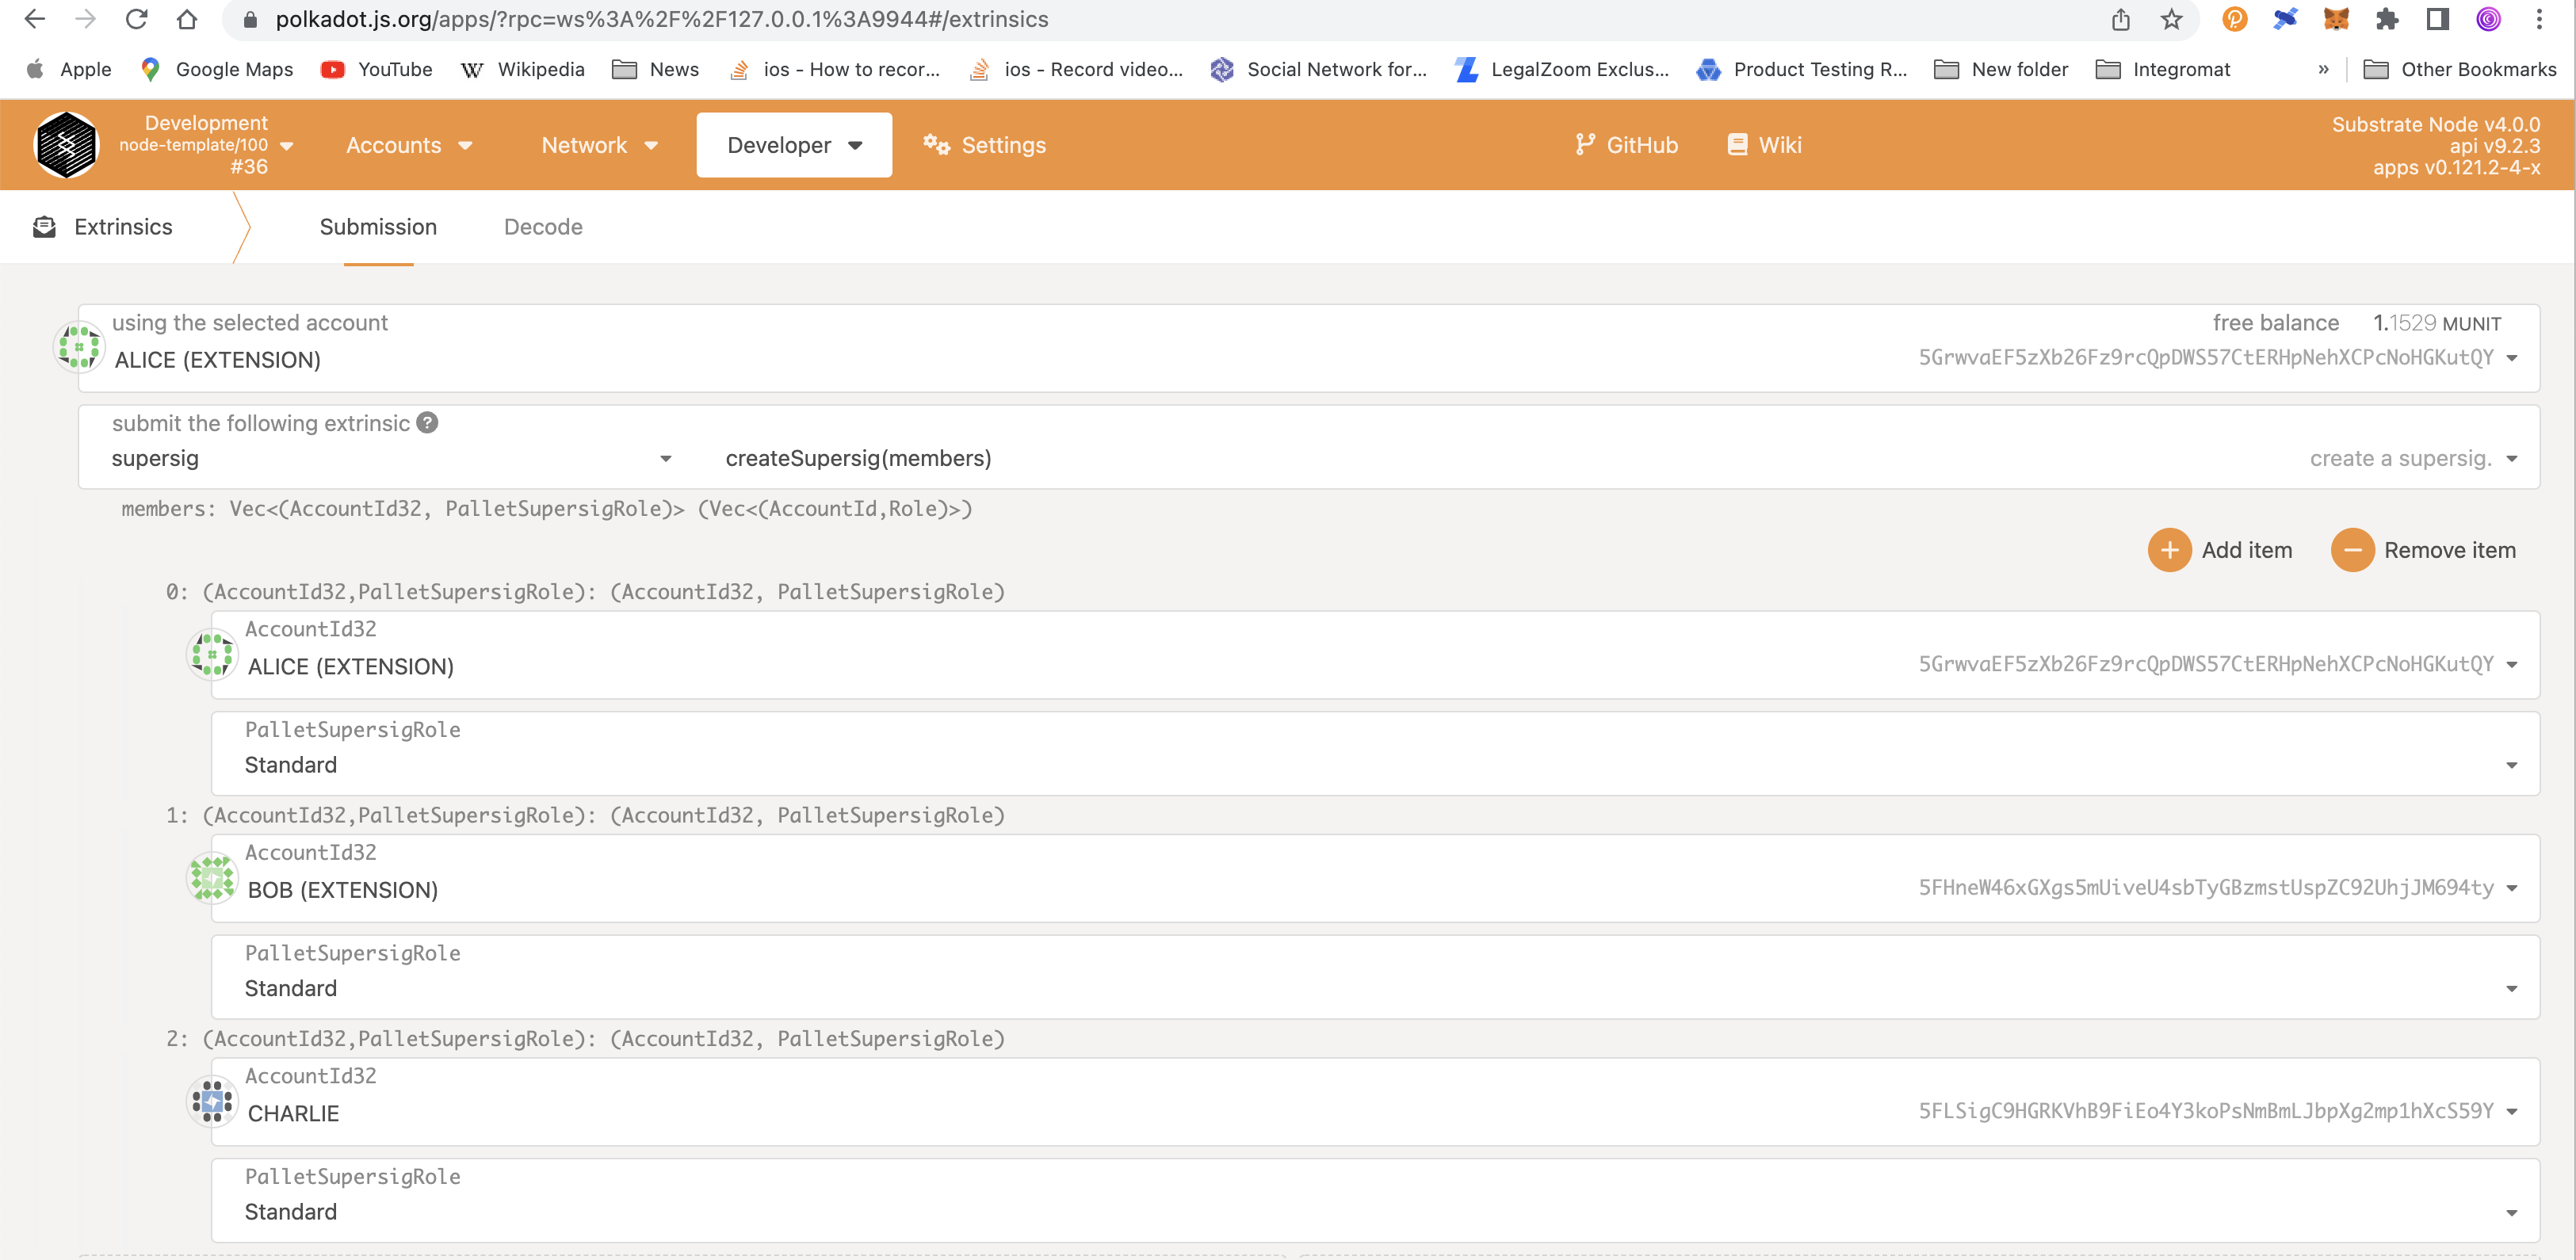 polkadot.js.org/apps/?rpc=ws%3A%2F%2F127.0.0.1%3A9944#/extrinsics
Apple Google Maps YouTube Wikipedia News ios - How to recor... ios - Record video... Social Network for... LegalZoom Exclus... Product Testing R... New folder Integromat » Other Bookmarks
Development
node-template/100
#36
Accounts Network Developer Settings GitHub Wiki
Substrate Node v4.0.0
api v9.2.3
apps v0.121.2-4-x
Extrinsics Submission Decode
using the selected account free balance 1.1529 MUNIT
ALICE (EXTENSION) 5GrwvaEF5zXb26Fz9rcQpDWS57CtERHpNehXCPcNoHGKutQY
submit the following extrinsic ?
supersig createSupersig(members) create a supersig.
members: Vec<(AccountId32, PalletSupersigRole)> (Vec<(AccountId,Role)>)
Add item Remove item
0: (AccountId32,PalletSupersigRole): (AccountId32, PalletSupersigRole)
AccountId32
ALICE (EXTENSION) 5GrwvaEF5zXb26Fz9rcQpDWS57CtERHpNehXCPcNoHGKutQY
PalletSupersigRole
Standard
1: (AccountId32,PalletSupersigRole): (AccountId32, PalletSupersigRole)
AccountId32
BOB (EXTENSION) 5FHneW46xGXgs5mUiveU4sbTyGBzmstUspZC92UhjJM694ty
PalletSupersigRole
Standard
2: (AccountId32,PalletSupersigRole): (AccountId32, PalletSupersigRole)
AccountId32
CHARLIE 5FLSigC9HGRKVhB9FiEo4Y3koPsNmBmLJbpXg2mp1hXcS59Y
PalletSupersigRole
Standard